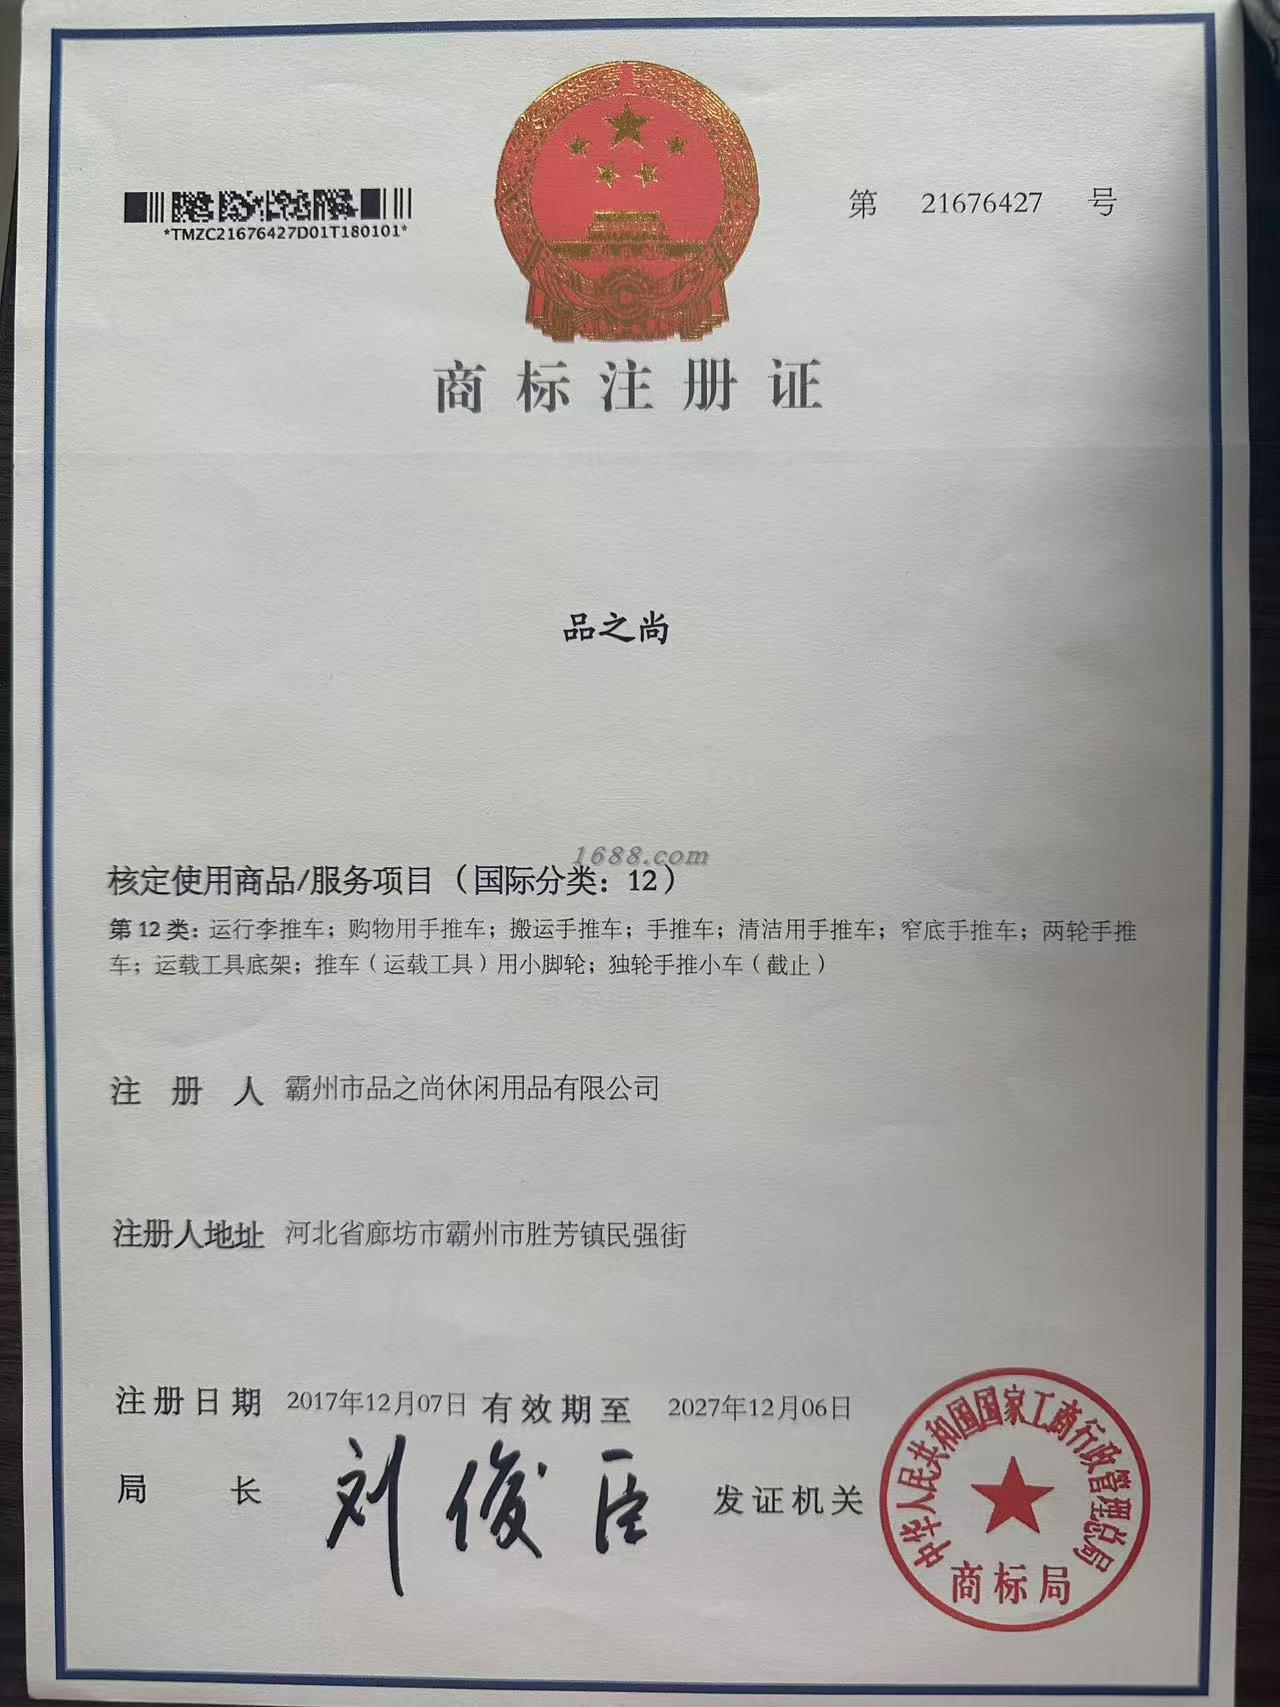 *TMZC21676427D01T180101*
第 21676427 号
商标注册证
品之尚
1688.com
核定使用商品/服务项目（国际分类：12）
第12类：运行李推车；购物用手推车；搬运手推车；手推车；清洁用手推车；窄底手推车；两轮手推
车；运载工具底架；推车（运载工具）用小脚轮；独轮手推小车（截止）
注册人 霸州市品之尚休闲用品有限公司
注册人地址 河北省廊坊市霸州市胜芳镇民强街
注册日期 2017年12月07日 有效期至 2027年12月06日
局长 刘俊臣 发证机关
中华人民共和国国家工商行政管理总局
商标局